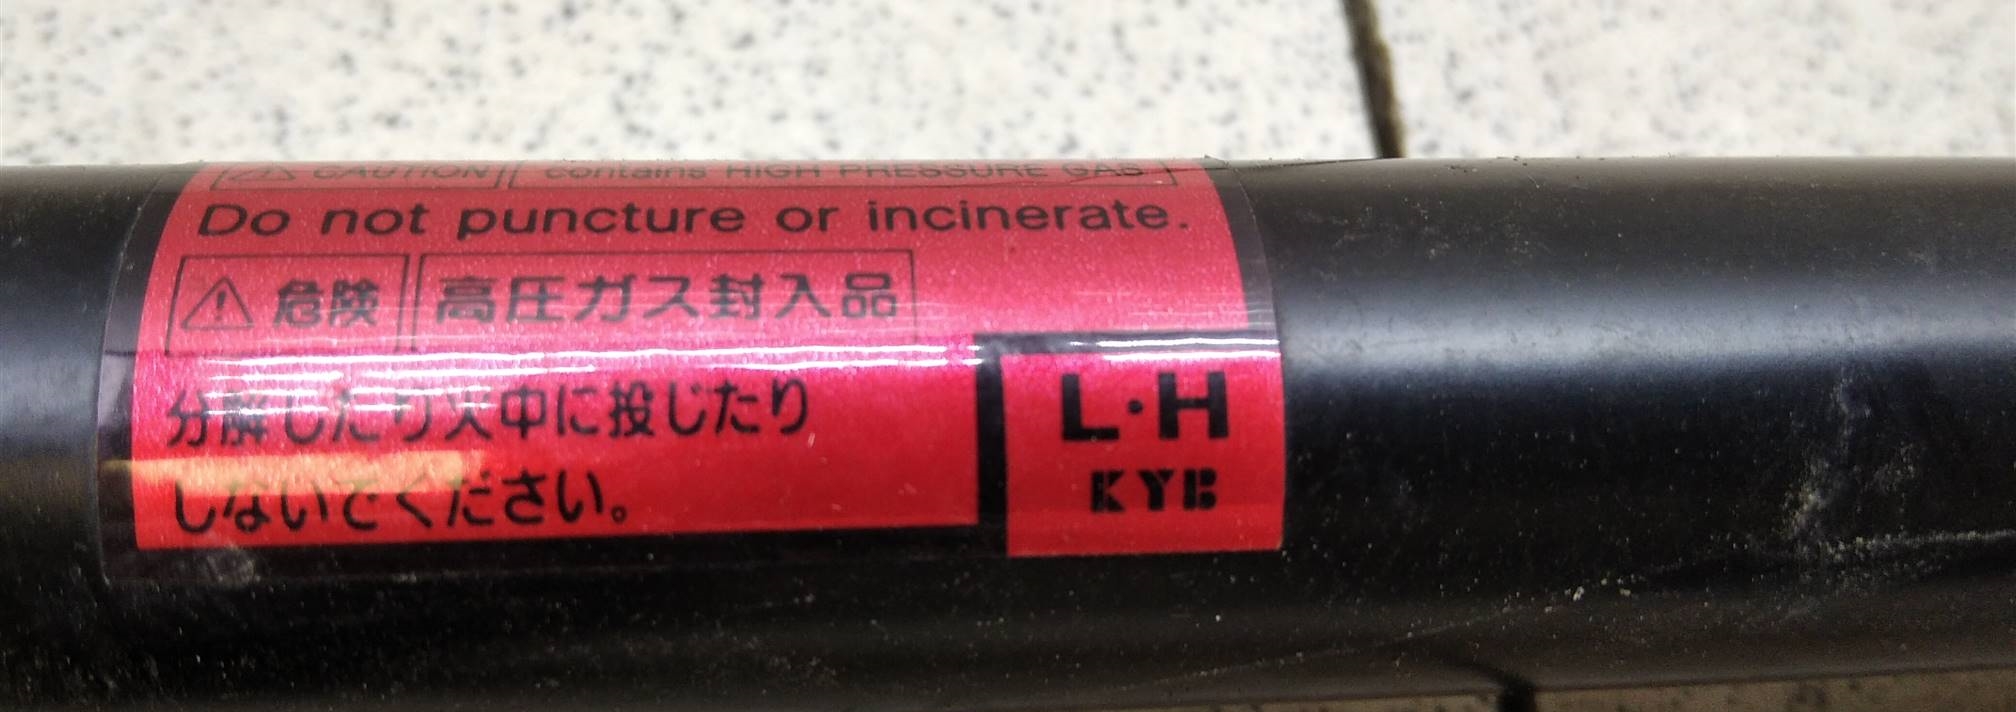 ⚠ CAUTION contains HIGH PRESSURE GAS
Do not puncture or incinerate.
⚠ 危険 高圧ガス封入品
分解したり火中に投じたり
しないでください。
L・H
KYB